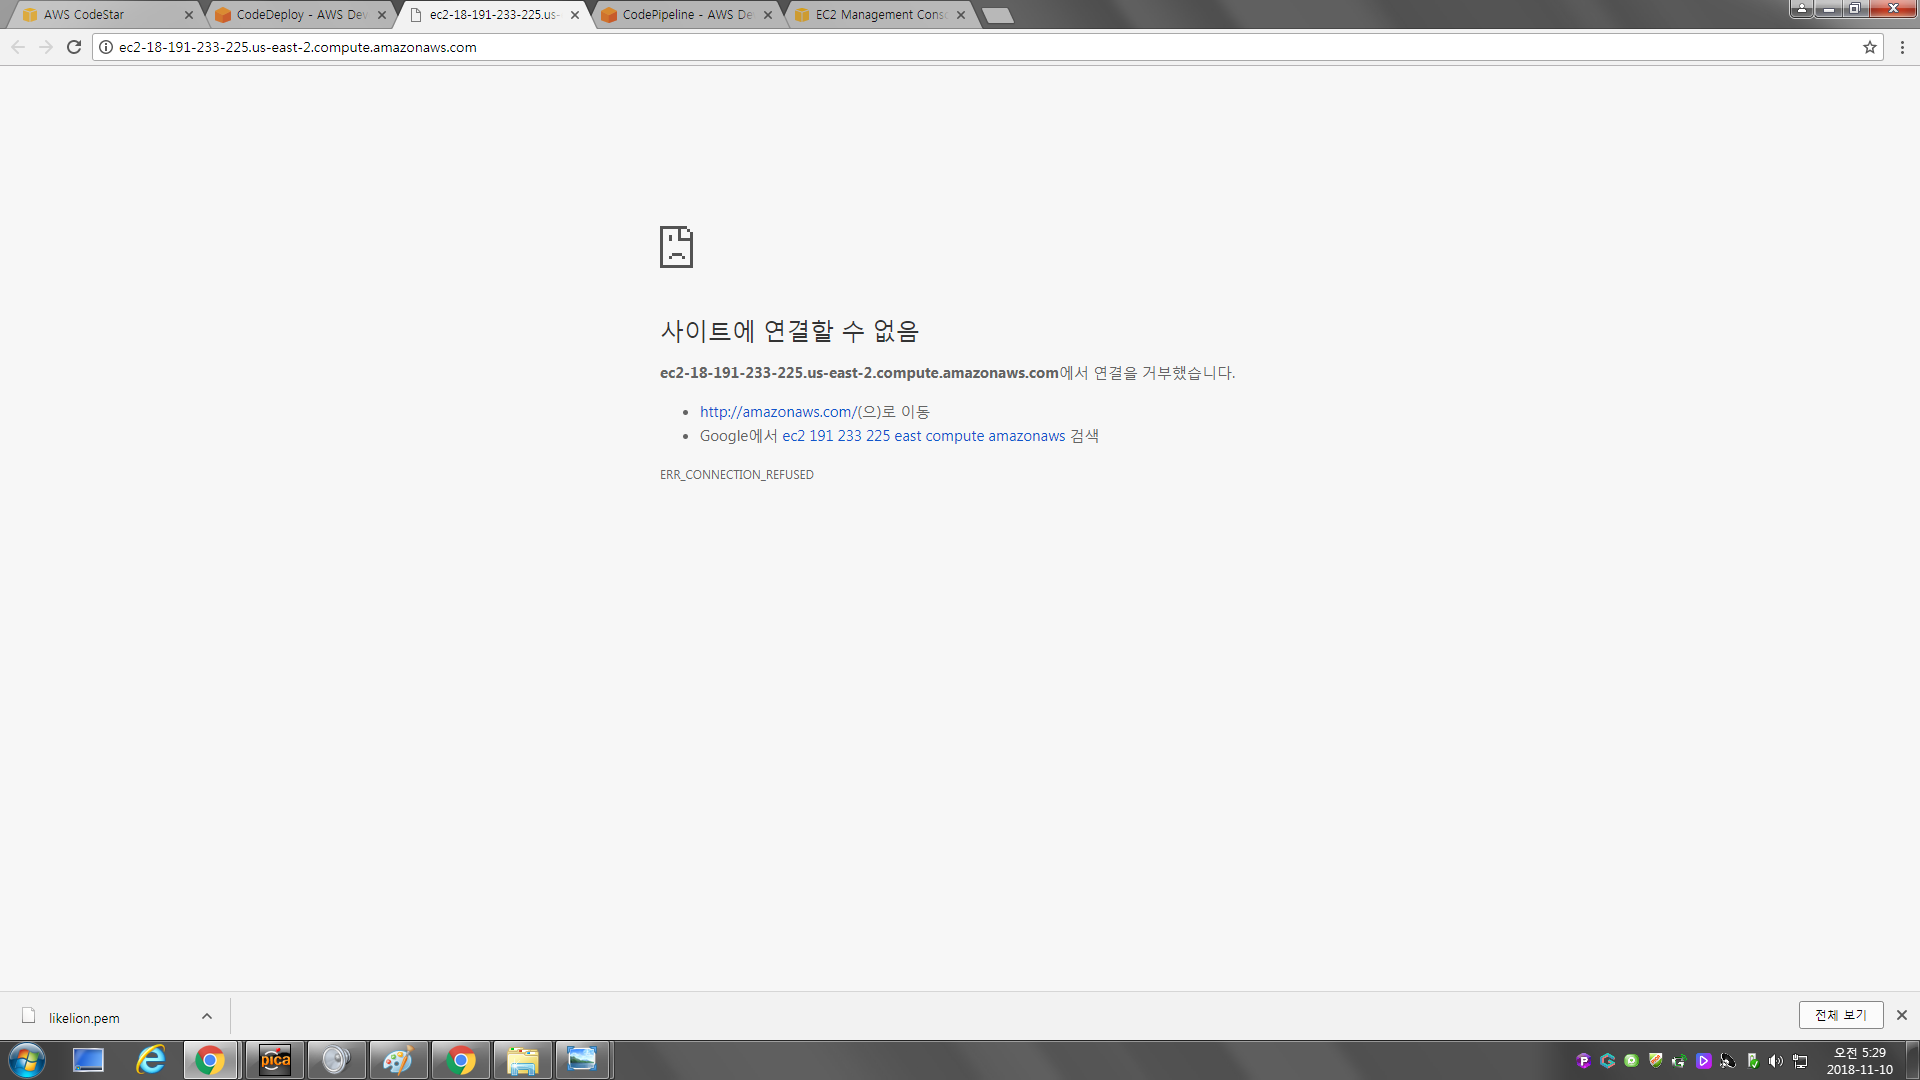 AWS CodeStar
CodeDeploy - AWS Dev
ec2-18-191-233-225.us-
CodePipeline - AWS De
EC2 Management Conso
ec2-18-191-233-225.us-east-2.compute.amazonaws.com
사이트에 연결할 수 없음
ec2-18-191-233-225.us-east-2.compute.amazonaws.com에서 연결을 거부했습니다.
http://amazonaws.com/(으)로 이동
Google에서 ec2 191 233 225 east compute amazonaws 검색
ERR_CONNECTION_REFUSED
likelion.pem
전체 보기
pica
오전 5:29
2018-11-10